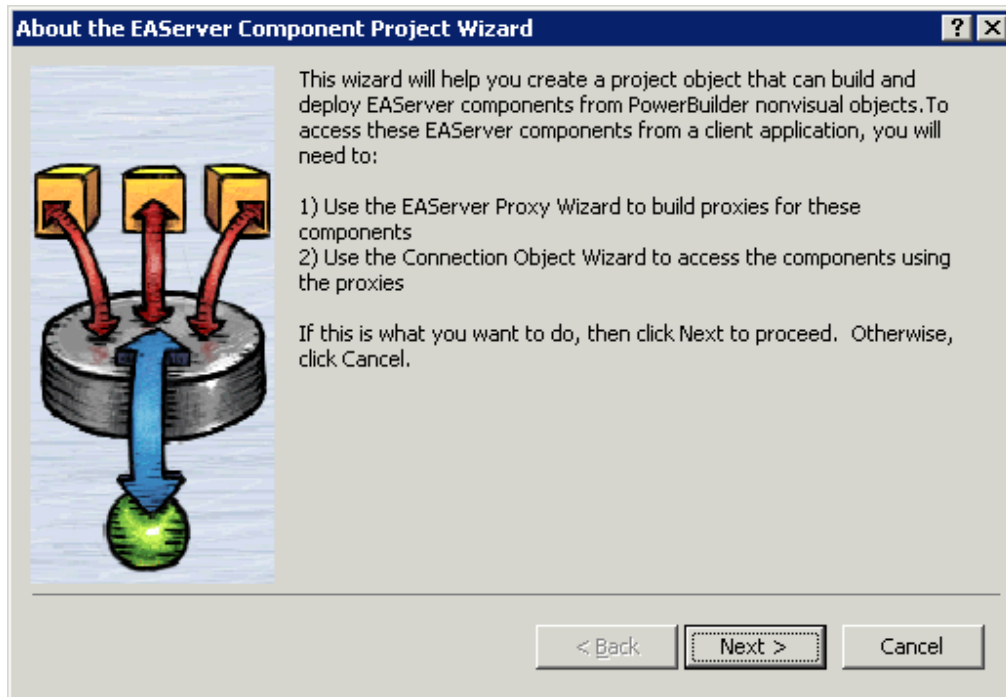 About the EAServer Component Project Wizard
This wizard will help you create a project object that can build and
deploy EAServer components from PowerBuilder nonvisual objects.To
access these EAServer components from a client application, you will
need to:
1) Use the EAServer Proxy Wizard to build proxies for these
components
2) Use the Connection Object Wizard to access the components using
the proxies
If this is what you want to do, then click Next to proceed.  Otherwise,
click Cancel.
< Back
Next >
Cancel